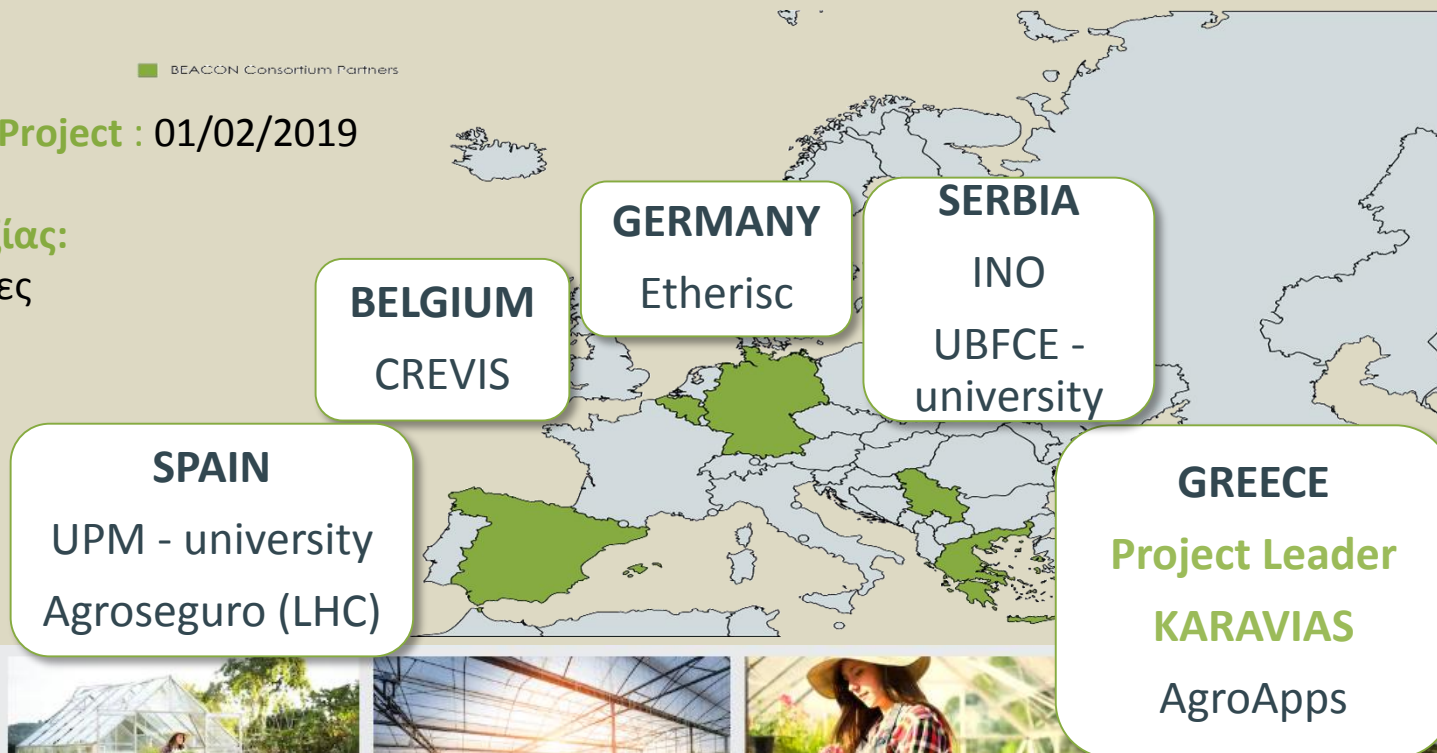 BEACON Consortium Partners
Project : 01/02/2019
ίας:
ες
GERMANY
Etherisc
SERBIA
INO
UBFCE -
university
BELGIUM
CREVIS
SPAIN
UPM - university
Agroseguro (LHC)
GREECE
Project Leader
KARAVIAS
AgroApps